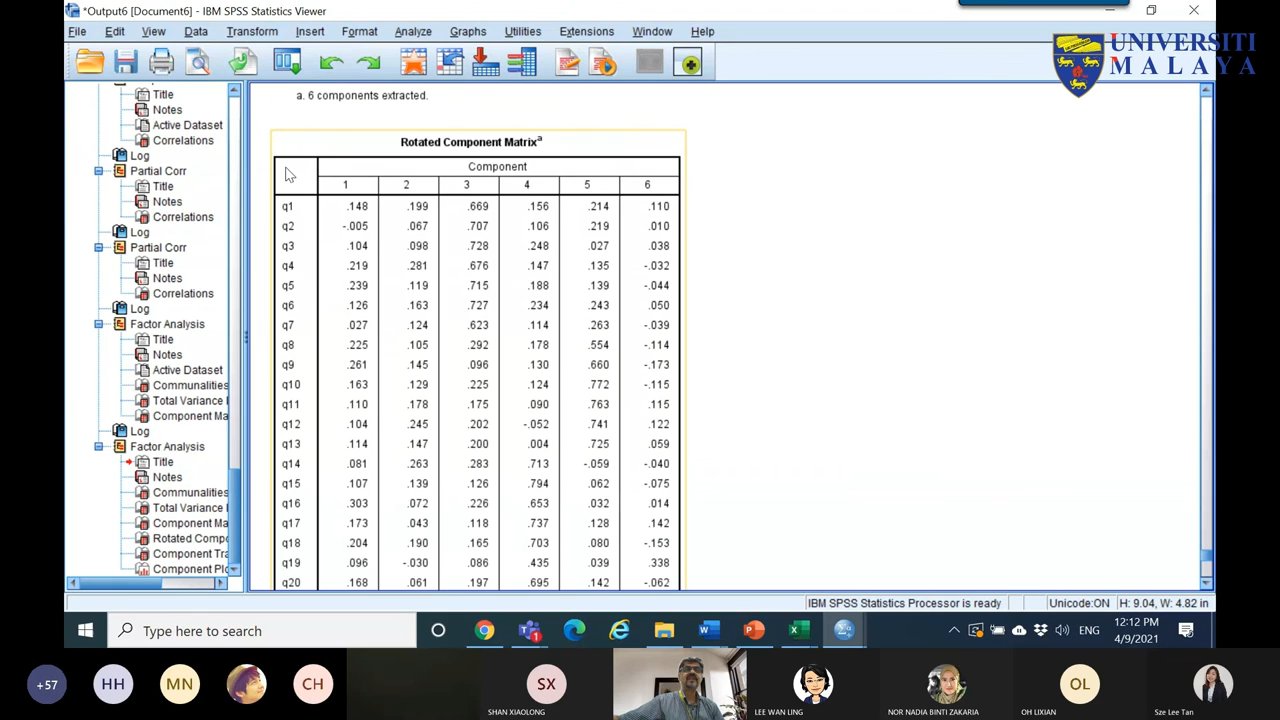 *Output6 [Document6] - IBM SPSS Statistics Viewer
File Edit View Data Transform Insert Format Analyze Graphs Utilities Extensions Window Help
UNIVERSITI
MALAYA
Title
Notes
Active Dataset
Correlations
Log
Partial Corr
Title
Notes
Correlations
Log
Partial Corr
Title
Notes
Correlations
Log
Factor Analysis
Title
Notes
Active Dataset
Communalities
Total Variance
Component Ma
Log
Factor Analysis
Title
Notes
Communalities
Total Variance
Component Ma
Rotated Compo
Component Tra
Component Plo
a. 6 components extracted.
Rotated Component Matrixa
Component
1 2 3 4 5 6
q1 .148 .199 .669 .156 .214 .110
q2 -.005 .067 .707 .106 .219 .010
q3 .104 .098 .728 .248 .027 .038
q4 .219 .281 .676 .147 .135 -.032
q5 .239 .119 .715 .188 .139 -.044
q6 .126 .163 .727 .234 .243 .050
q7 .027 .124 .623 .114 .263 -.039
q8 .225 .105 .292 .178 .554 -.114
q9 .261 .145 .096 .130 .660 -.173
q10 .163 .129 .225 .124 .772 -.115
q11 .110 .178 .175 .090 .763 .115
q12 .104 .245 .202 -.052 .741 .122
q13 .114 .147 .200 .004 .725 .059
q14 .081 .263 .283 .713 -.059 -.040
q15 .107 .139 .126 .794 .062 -.075
q16 .303 .072 .226 .653 .032 .014
q17 .173 .043 .118 .737 .128 .142
q18 .204 .190 .165 .703 .080 -.153
q19 .096 -.030 .086 .435 .039 .338
q20 .168 .061 .197 .695 .142 -.062
IBM SPSS Statistics Processor is ready Unicode:ON H: 9.04, W: 4.82 in
Type here to search
ENG
12:12 PM
4/9/2021
+57 HH MN CH SX OL
SHAN XIAOLONG LEE WAN LING NOR NADIA BINTI ZAKARIA OH LIXIAN Sze Lee Tan